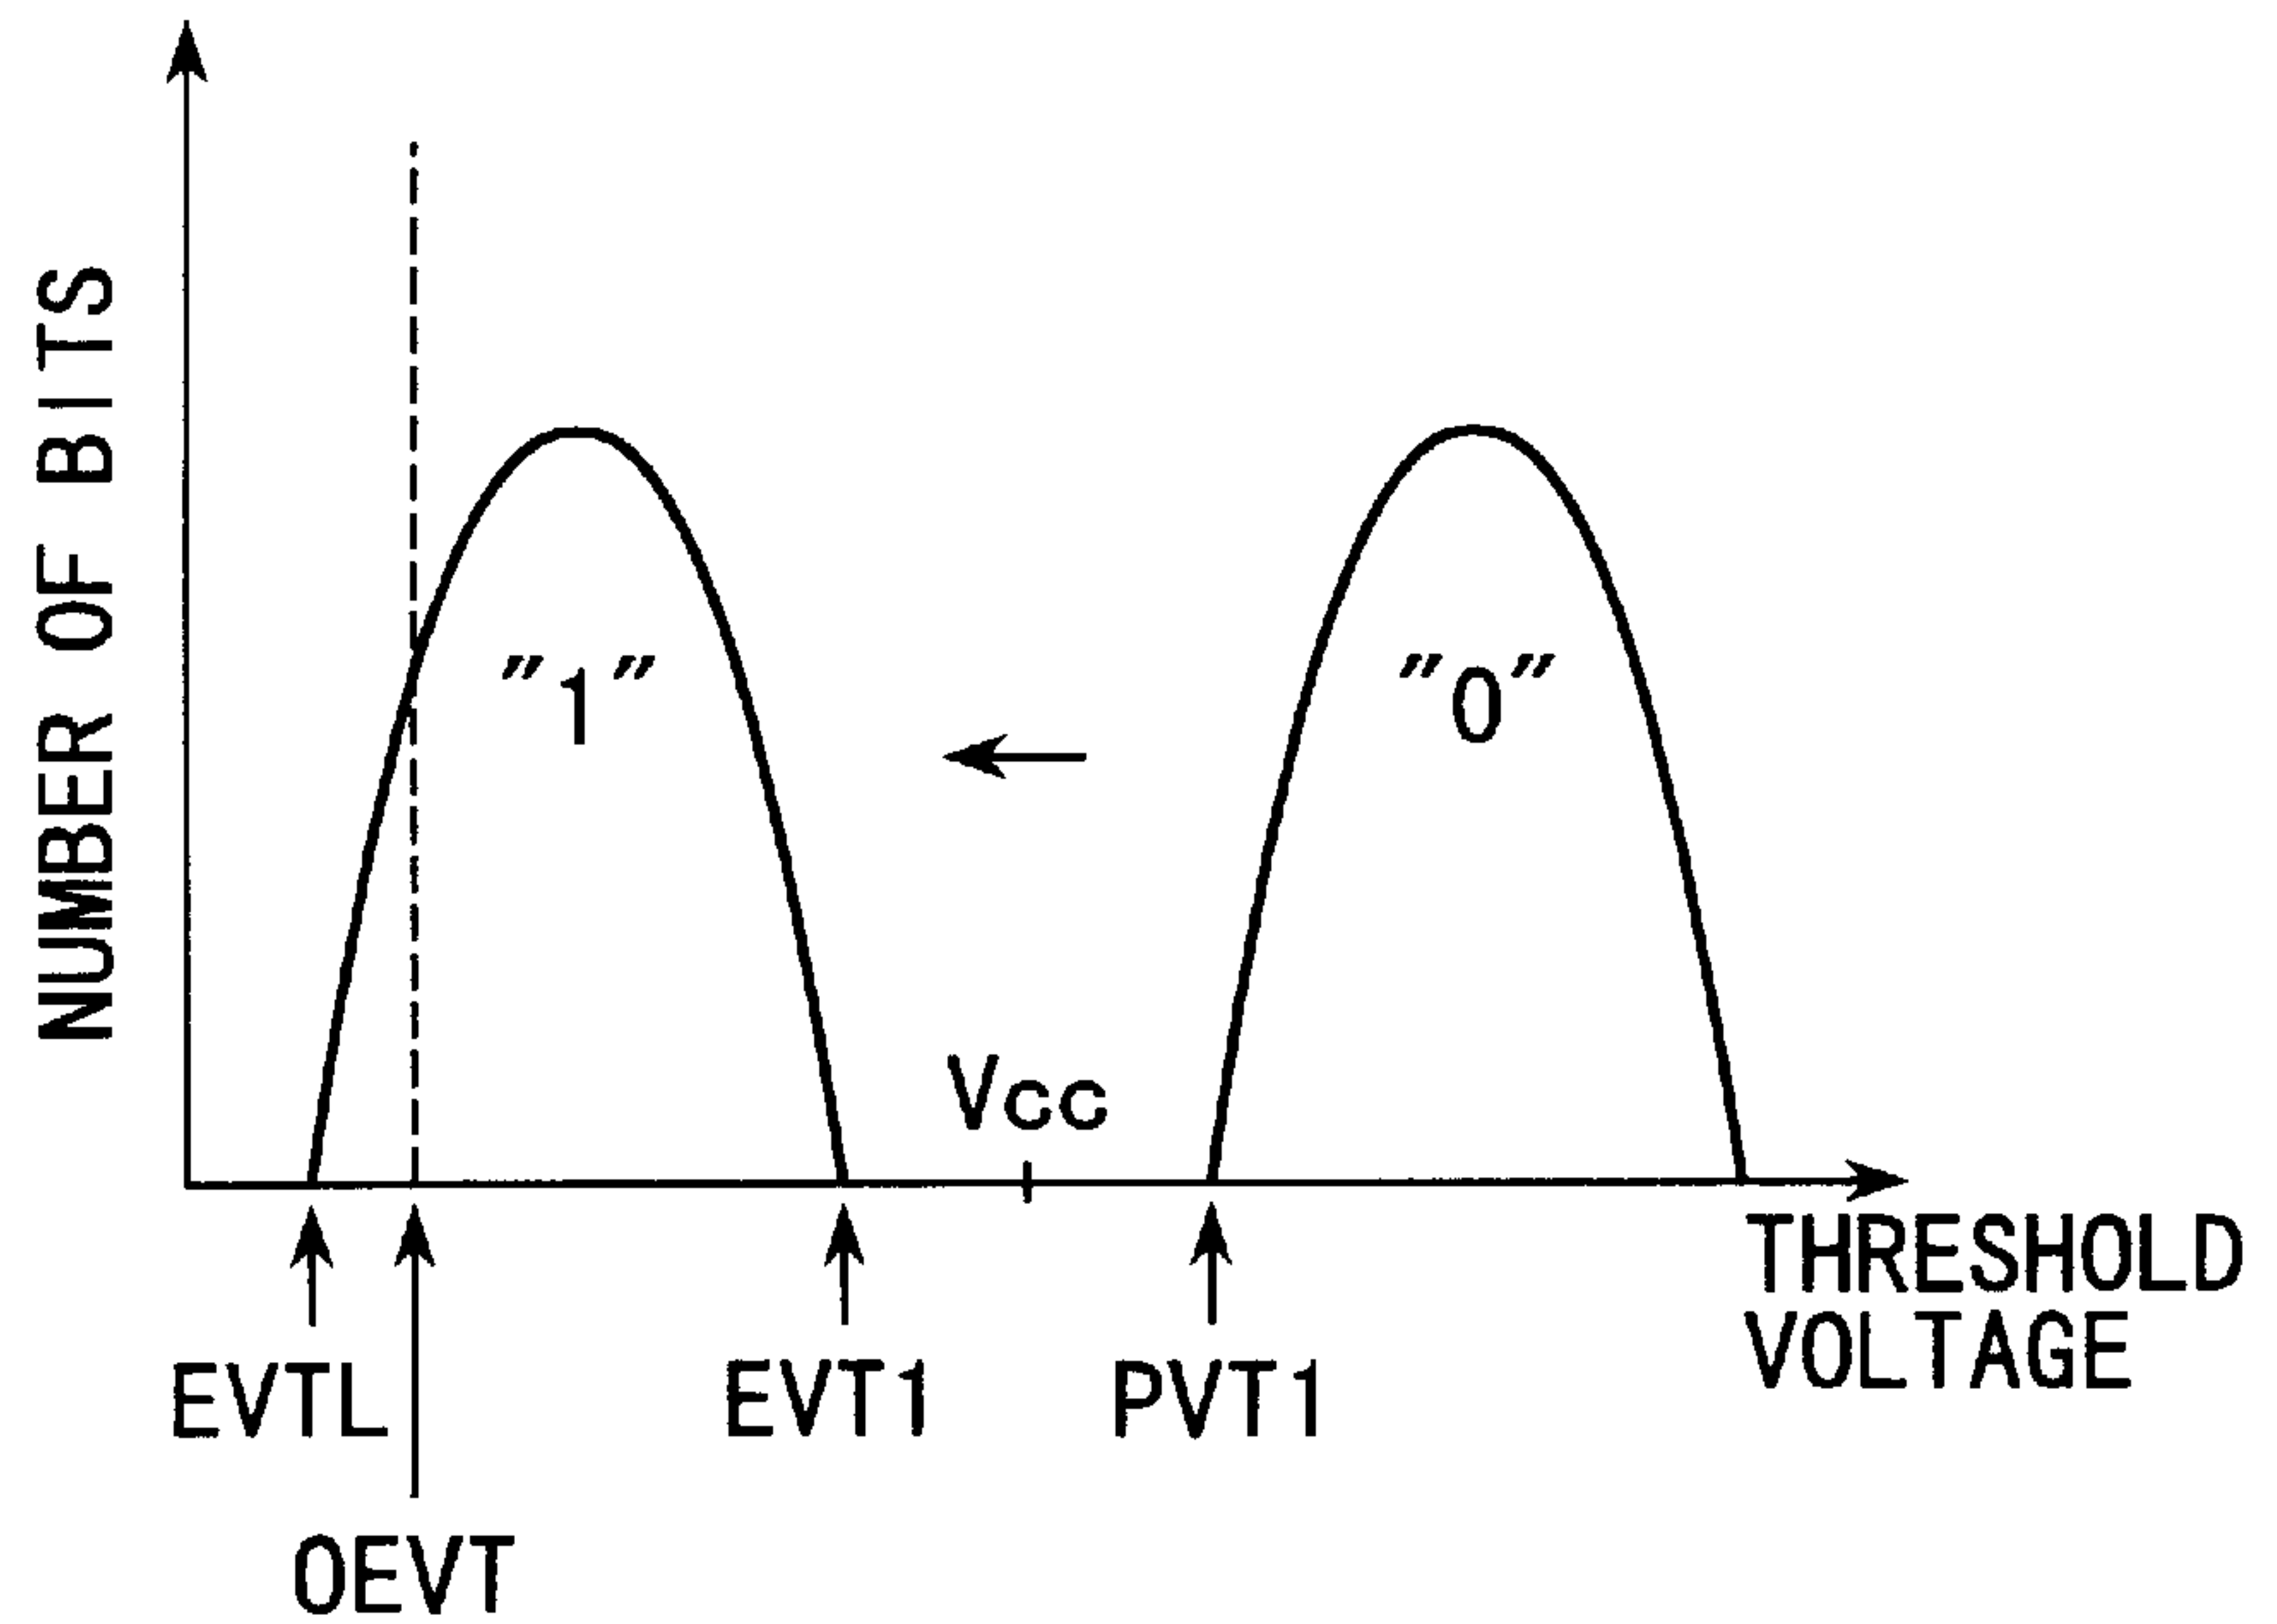 NUMBER OF BITS
"1"
"0"
Vcc
THRESHOLD
VOLTAGE
EVTL
EVT1
PVT1
OEVT